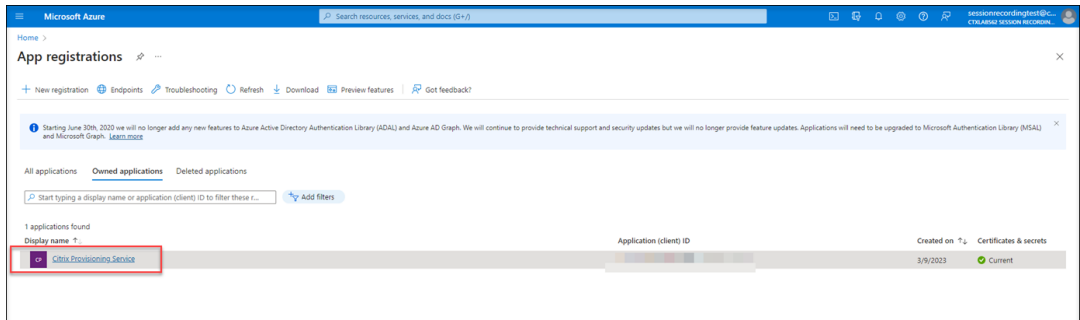 Microsoft Azure
Search resources, services, and docs (G+/)
sessionrecordingtest@c...
CTXLAB562 SESSION RECORDIN...
Home >
App registrations
New registration Endpoints Troubleshooting Refresh Download Preview features Got feedback?
Starting June 30th, 2020 we will no longer add any new features to Azure Active Directory Authentication Library (ADAL) and Azure AD Graph. We will continue to provide technical support and security updates but we will no longer provide feature updates. Applications will need to be upgraded to Microsoft Authentication Library (MSAL)
and Microsoft Graph. Learn more
All applications Owned applications Deleted applications
Start typing a display name or application (client) ID to filter these r... Add filters
1 applications found
Display name Application (client) ID Created on Certificates & secrets
CP Citrix Provisioning Service 3/9/2023 Current